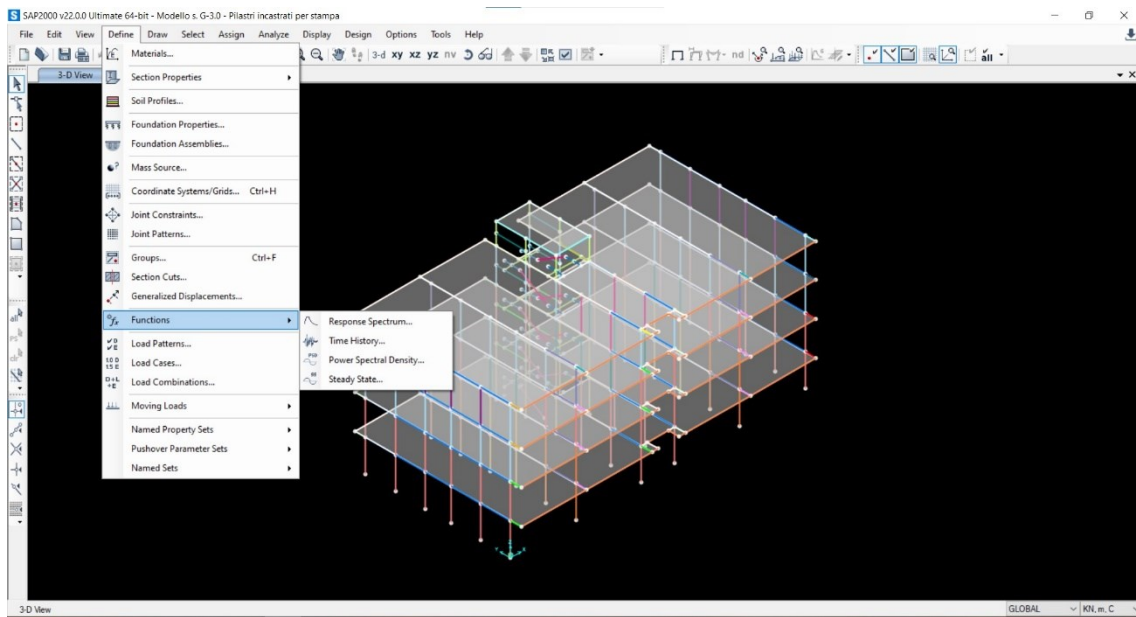 SAP2000 v22.0.0 Ultimate 64-bit - Modello s. G-3.0 - Pilastri incastrati per stampa
File Edit View Define Draw Select Assign Analyze Display Design Options Tools Help
3-d xy xz yz nv
nd
all
3-D View
Materials...
Section Properties
Soil Profiles...
Foundation Properties...
Foundation Assemblies...
Mass Source...
Coordinate Systems/Grids... Ctrl+H
Joint Constraints...
Joint Patterns...
Groups... Ctrl+F
Section Cuts...
Generalized Displacements...
Functions
Response Spectrum...
Time History...
Power Spectral Density...
Steady State...
Load Patterns...
Load Cases...
Load Combinations...
Moving Loads
Named Property Sets
Pushover Parameter Sets
Named Sets
3-D View
GLOBAL
KN, m, C